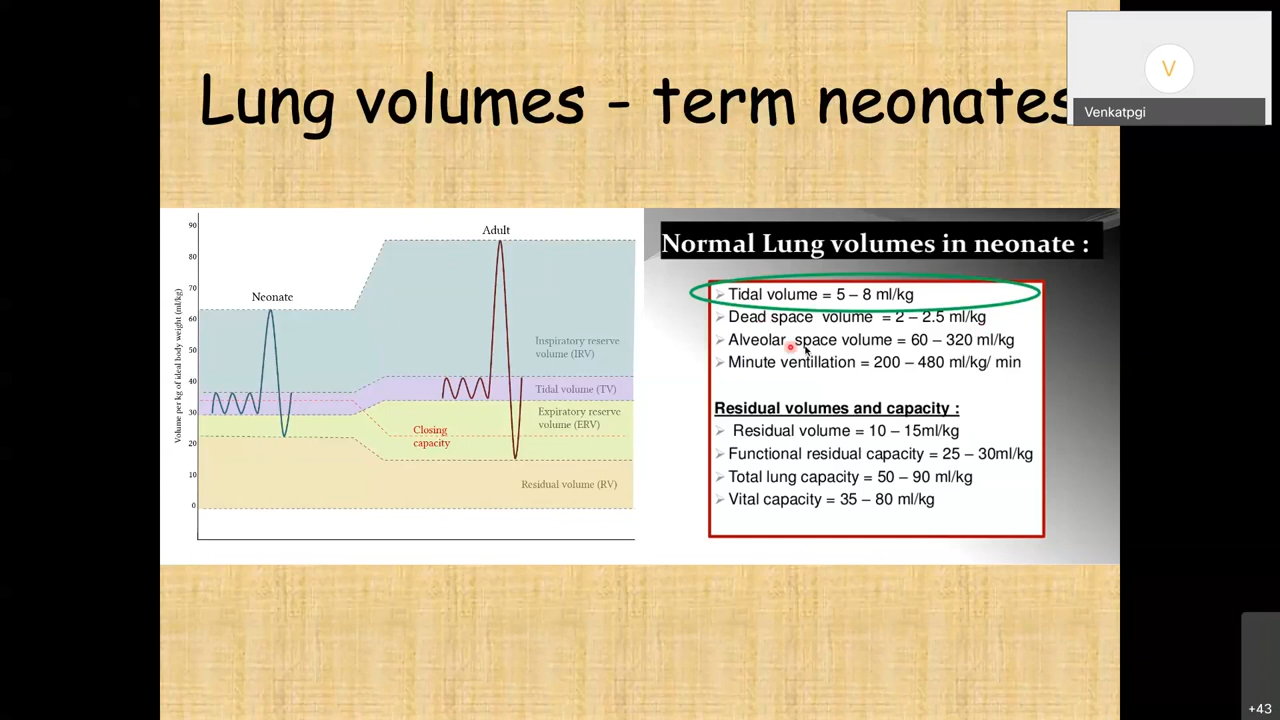 Lung volumes - term neonates
V
Venkatpgi
Volume per kg of ideal body weight (ml/kg)
90
80
70
60
50
40
30
20
10
0
Neonate
Adult
Inspiratory reserve
volume (IRV)
Tidal volume (TV)
Expiratory reserve
volume (ERV)
Closing
capacity
Residual volume (RV)
Normal Lung volumes in neonate :
Tidal volume = 5 – 8 ml/kg
Dead space volume = 2 – 2.5 ml/kg
Alveolar space volume = 60 – 320 ml/kg
Minute ventillation = 200 – 480 ml/kg/ min
Residual volumes and capacity :
Residual volume = 10 – 15ml/kg
Functional residual capacity = 25 – 30ml/kg
Total lung capacity = 50 – 90 ml/kg
Vital capacity = 35 – 80 ml/kg
+43